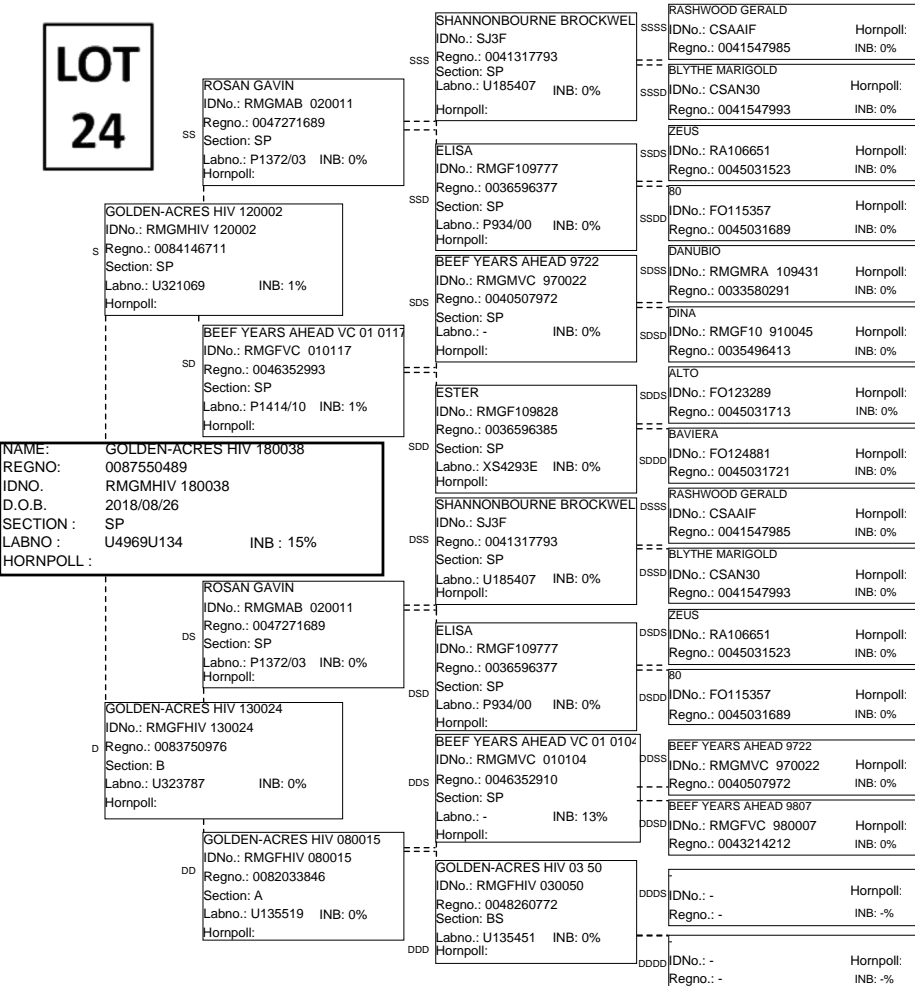 LOT
24
NAME: GOLDEN-ACRES HIV 180038
REGNO: 0087550489
IDNO. RMGMHIV 180038
D.O.B. 2018/08/26
SECTION : SP
LABNO : U4969U134 INB : 15%
HORNPOLL :
S
GOLDEN-ACRES HIV 120002
IDNo.: RMGMHIV 120002
Regno.: 0084146711
Section: SP
Labno.: U321069 INB: 1%
Hornpoll:
D
GOLDEN-ACRES HIV 130024
IDNo.: RMGFHIV 130024
Regno.: 0083750976
Section: B
Labno.: U323787 INB: 0%
Hornpoll:
SS
ROSAN GAVIN
IDNo.: RMGMAB 020011
Regno.: 0047271689
Section: SP
Labno.: P1372/03 INB: 0%
Hornpoll:
SD
BEEF YEARS AHEAD VC 01 0117
IDNo.: RMGFVC 010117
Regno.: 0046352993
Section: SP
Labno.: P1414/10 INB: 1%
Hornpoll:
DS
ROSAN GAVIN
IDNo.: RMGMAB 020011
Regno.: 0047271689
Section: SP
Labno.: P1372/03 INB: 0%
Hornpoll:
DD
GOLDEN-ACRES HIV 080015
IDNo.: RMGFHIV 080015
Regno.: 0082033846
Section: A
Labno.: U135519 INB: 0%
Hornpoll:
SSS
SHANNONBOURNE BROCKWEL
IDNo.: SJ3F
Regno.: 0041317793
Section: SP
Labno.: U185407 INB: 0%
Hornpoll:
SSD
ELISA
IDNo.: RMGF109777
Regno.: 0036596377
Section: SP
Labno.: P934/00 INB: 0%
Hornpoll:
SDS
BEEF YEARS AHEAD 9722
IDNo.: RMGMVC 970022
Regno.: 0040507972
Section: SP
Labno.: - INB: 0%
Hornpoll:
SDD
ESTER
IDNo.: RMGF109828
Regno.: 0036596385
Section: SP
Labno.: XS4293E INB: 0%
Hornpoll:
DSS
SHANNONBOURNE BROCKWEL
IDNo.: SJ3F
Regno.: 0041317793
Section: SP
Labno.: U185407 INB: 0%
Hornpoll:
DSD
ELISA
IDNo.: RMGF109777
Regno.: 0036596377
Section: SP
Labno.: P934/00 INB: 0%
Hornpoll:
DDS
BEEF YEARS AHEAD VC 01 0104
IDNo.: RMGMVC 010104
Regno.: 0046352910
Section: SP
Labno.: - INB: 13%
Hornpoll:
DDD
GOLDEN-ACRES HIV 03 50
IDNo.: RMGFHIV 030050
Regno.: 0048260772
Section: BS
Labno.: U135451 INB: 0%
Hornpoll:
SSSS
RASHWOOD GERALD
IDNo.: CSAAIF Hornpoll:
Regno.: 0041547985 INB: 0%
SSSD
BLYTHE MARIGOLD
IDNo.: CSAN30 Hornpoll:
Regno.: 0041547993 INB: 0%
SSDS
ZEUS
IDNo.: RA106651 Hornpoll:
Regno.: 0045031523 INB: 0%
SSDD
80
IDNo.: FO115357 Hornpoll:
Regno.: 0045031689 INB: 0%
SDSS
DANUBIO
IDNo.: RMGMRA 109431 Hornpoll:
Regno.: 0033580291 INB: 0%
SDSD
DINA
IDNo.: RMGF10 910045 Hornpoll:
Regno.: 0035496413 INB: 0%
SDDS
ALTO
IDNo.: FO123289 Hornpoll:
Regno.: 0045031713 INB: 0%
SDDD
BAVIERA
IDNo.: FO124881 Hornpoll:
Regno.: 0045031721 INB: 0%
DSSS
RASHWOOD GERALD
IDNo.: CSAAIF Hornpoll:
Regno.: 0041547985 INB: 0%
DSSD
BLYTHE MARIGOLD
IDNo.: CSAN30 Hornpoll:
Regno.: 0041547993 INB: 0%
DSDS
ZEUS
IDNo.: RA106651 Hornpoll:
Regno.: 0045031523 INB: 0%
DSDD
80
IDNo.: FO115357 Hornpoll:
Regno.: 0045031689 INB: 0%
DDSS
BEEF YEARS AHEAD 9722
IDNo.: RMGMVC 970022 Hornpoll:
Regno.: 0040507972 INB: 0%
DDSD
BEEF YEARS AHEAD 9807
IDNo.: RMGFVC 980007 Hornpoll:
Regno.: 0043214212 INB: 0%
DDDS
-
IDNo.: - Hornpoll:
Regno.: - INB: -%
DDDD
-
IDNo.: - Hornpoll:
Regno.: - INB: -%